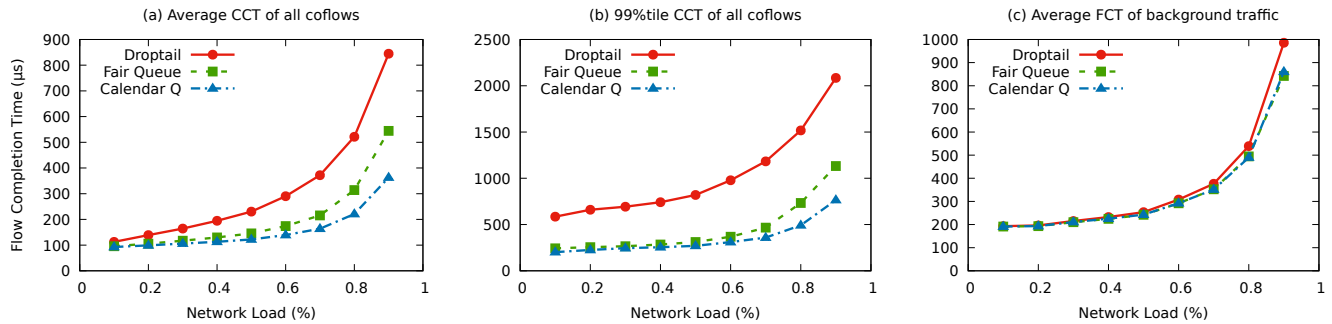 (a) Average CCT of all coflows
Flow Completion Time (µs)
900
800
700
600
500
400
300
200
100
0
Droptail
Fair Queue
Calendar Q
0 0.2 0.4 0.6 0.8 1
Network Load (%)
(b) 99%tile CCT of all coflows
2500
2000
1500
1000
500
0
Droptail
Fair Queue
Calendar Q
0 0.2 0.4 0.6 0.8 1
Network Load (%)
(c) Average FCT of background traffic
1000
900
800
700
600
500
400
300
200
100
0
Droptail
Fair Queue
Calendar Q
0 0.2 0.4 0.6 0.8 1
Network Load (%)